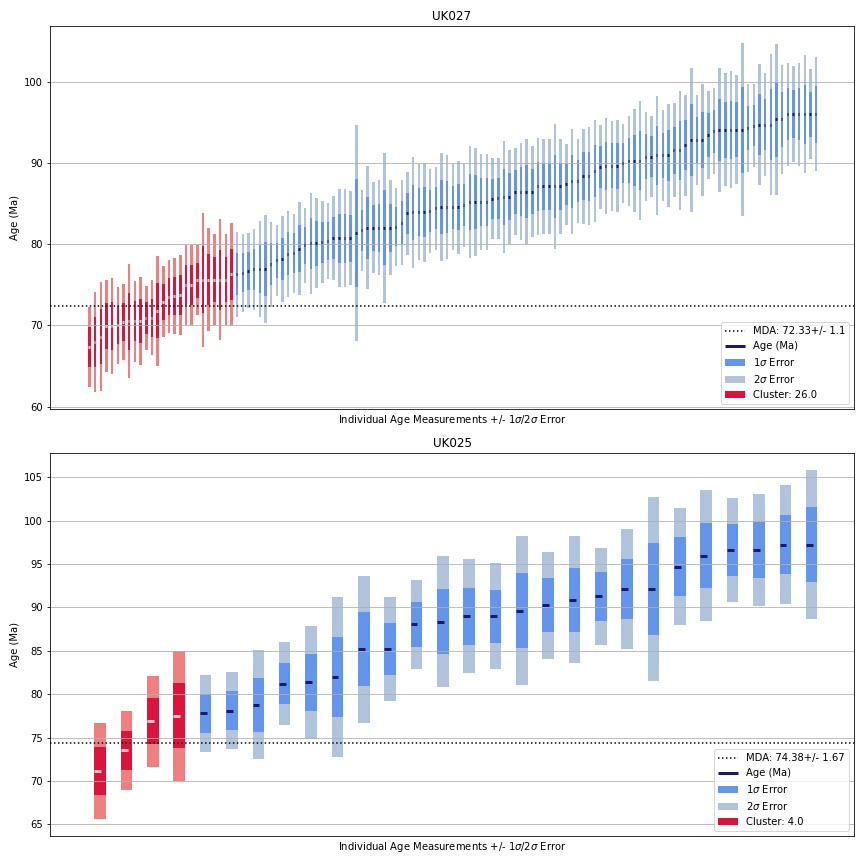 UK027
100
90
80
70
60
Age (Ma)
MDA: 72.33+/- 1.1
Age (Ma)
1σ Error
2σ Error
Cluster: 26.0
Individual Age Measurements +/- 1σ/2σ Error
UK025
105
100
95
90
85
80
75
70
65
Age (Ma)
MDA: 74.38+/- 1.67
Age (Ma)
1σ Error
2σ Error
Cluster: 4.0
Individual Age Measurements +/- 1σ/2σ Error